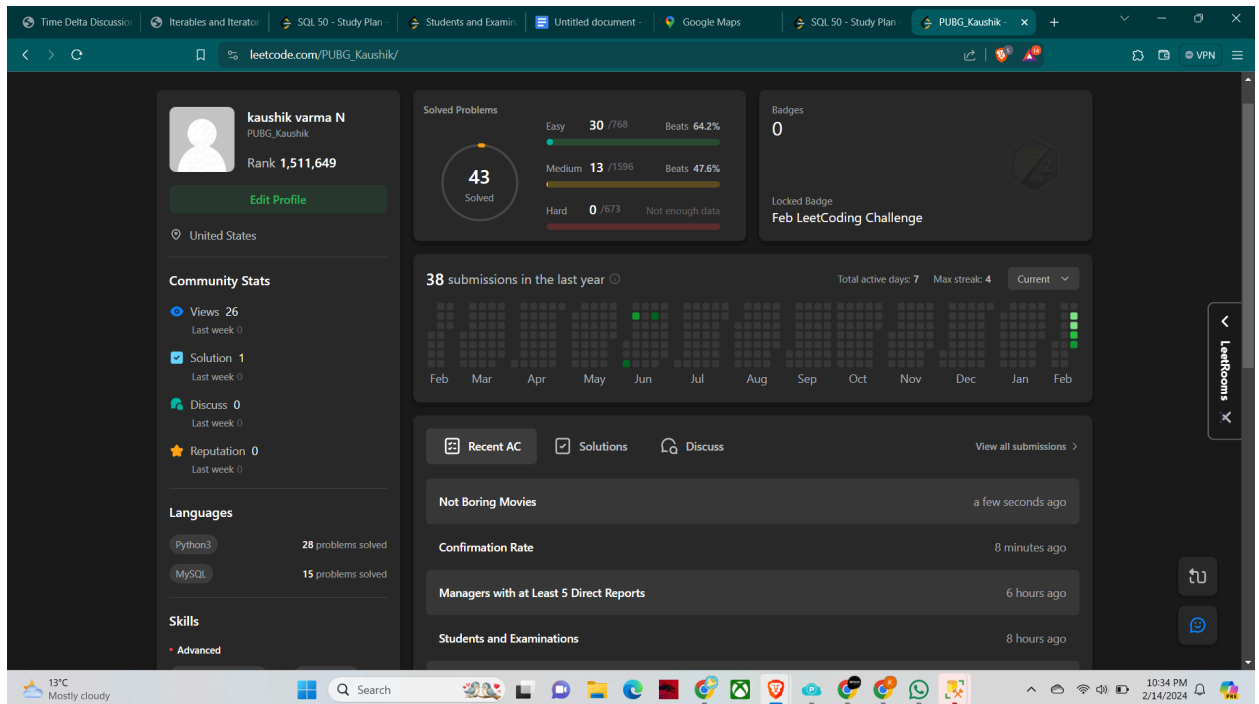 Time Delta Discussion
Iterables and Iterator
SQL 50 - Study Plan -
Students and Examin
Untitled document -
Google Maps
SQL 50 - Study Plan -
PUBG_Kaushik -
leetcode.com/PUBG_Kaushik/
VPN
kaushik varma N
PUBG_Kaushik
Rank 1,511,649
Edit Profile
United States
Community Stats
Views 26
Last week 0
Solution 1
Last week 0
Discuss 0
Last week 0
Reputation 0
Last week 0
Languages
Python3 28 problems solved
MySQL 15 problems solved
Skills
Advanced
Solved Problems
43
Solved
Easy 30 /768 Beats 64.2%
Medium 13 /1596 Beats 47.6%
Hard 0 /673 Not enough data
Badges
0
Locked Badge
Feb LeetCoding Challenge
38 submissions in the last year
Total active days: 7 Max streak: 4 Current
Feb Mar Apr May Jun Jul Aug Sep Oct Nov Dec Jan Feb
Recent AC Solutions Discuss View all submissions >
Not Boring Movies a few seconds ago
Confirmation Rate 8 minutes ago
Managers with at Least 5 Direct Reports 6 hours ago
Students and Examinations 8 hours ago
LeetRooms
13°C
Mostly cloudy
Search
10:34 PM
2/14/2024